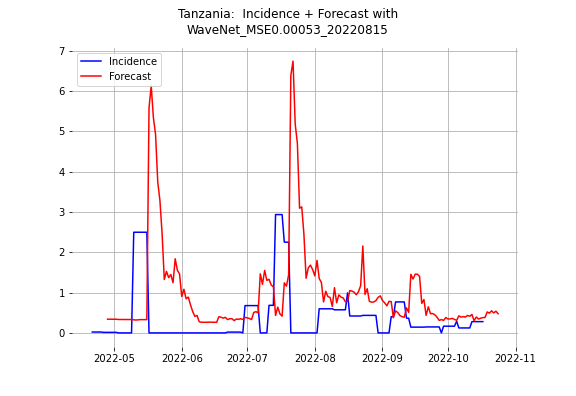 Tanzania:  Incidence + Forecast with
WaveNet_MSE0.00053_20220815
7
6
5
4
3
2
1
0
Incidence
Forecast
2022-05 2022-06 2022-07 2022-08 2022-09 2022-10 2022-11